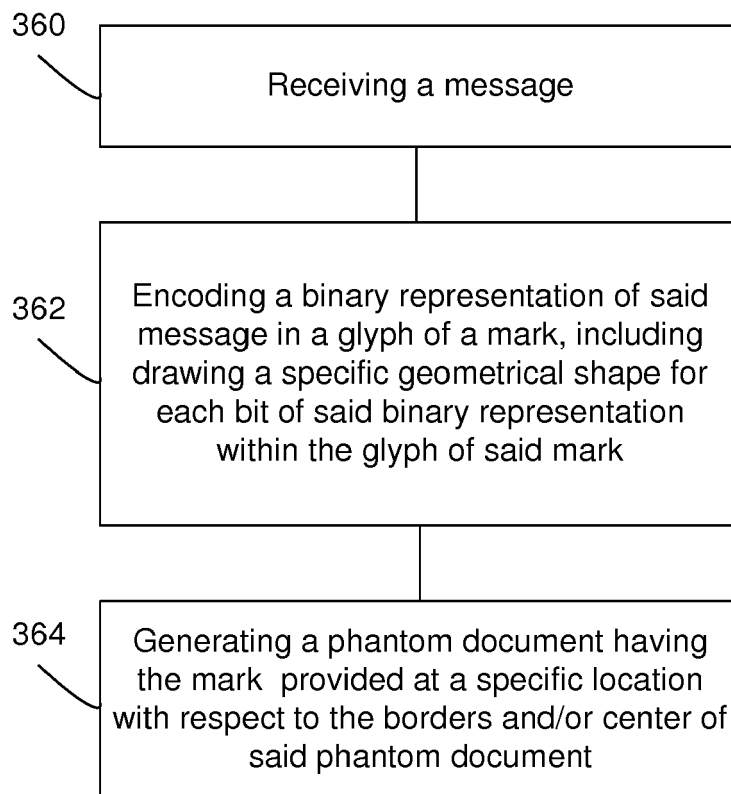 360
Receiving a message
362
Encoding a binary representation of said
message in a glyph of a mark, including
drawing a specific geometrical shape for
each bit of said binary representation
within the glyph of said mark
364
Generating a phantom document having
the mark provided at a specific location
with respect to the borders and/or center of
said phantom document